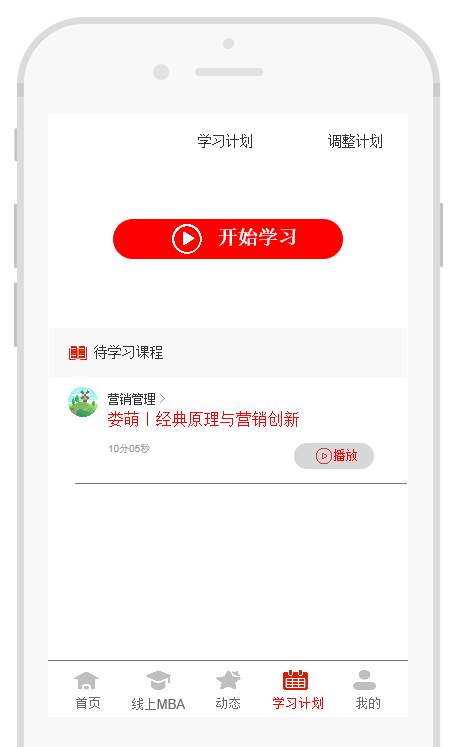 学习计划 调整计划
开始学习
待学习课程
营销管理 >
娄萌丨经典原理与营销创新
10分05秒
播放
首页 线上MBA 动态 学习计划 我的